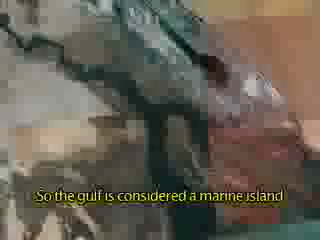 So the gulf is considered a marine island